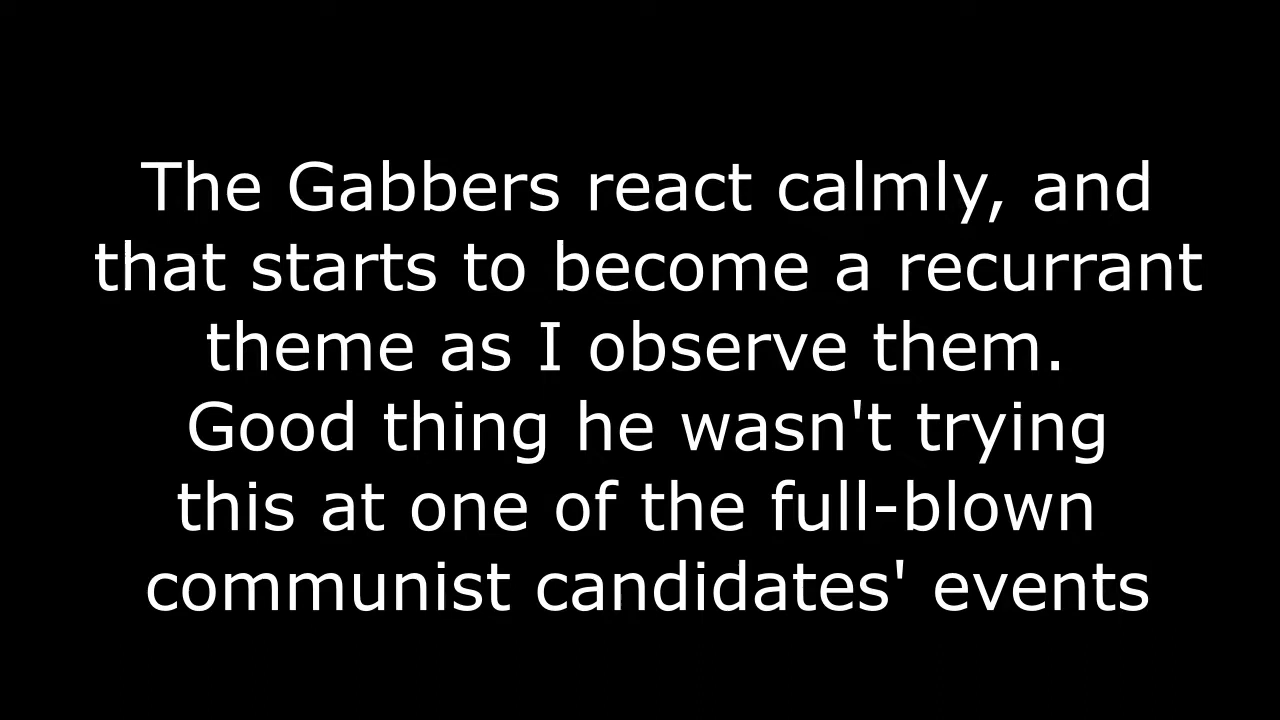 The Gabbers react calmly, and
that starts to become a recurrant
theme as I observe them.
Good thing he wasn't trying
this at one of the full-blown
communist candidates' events